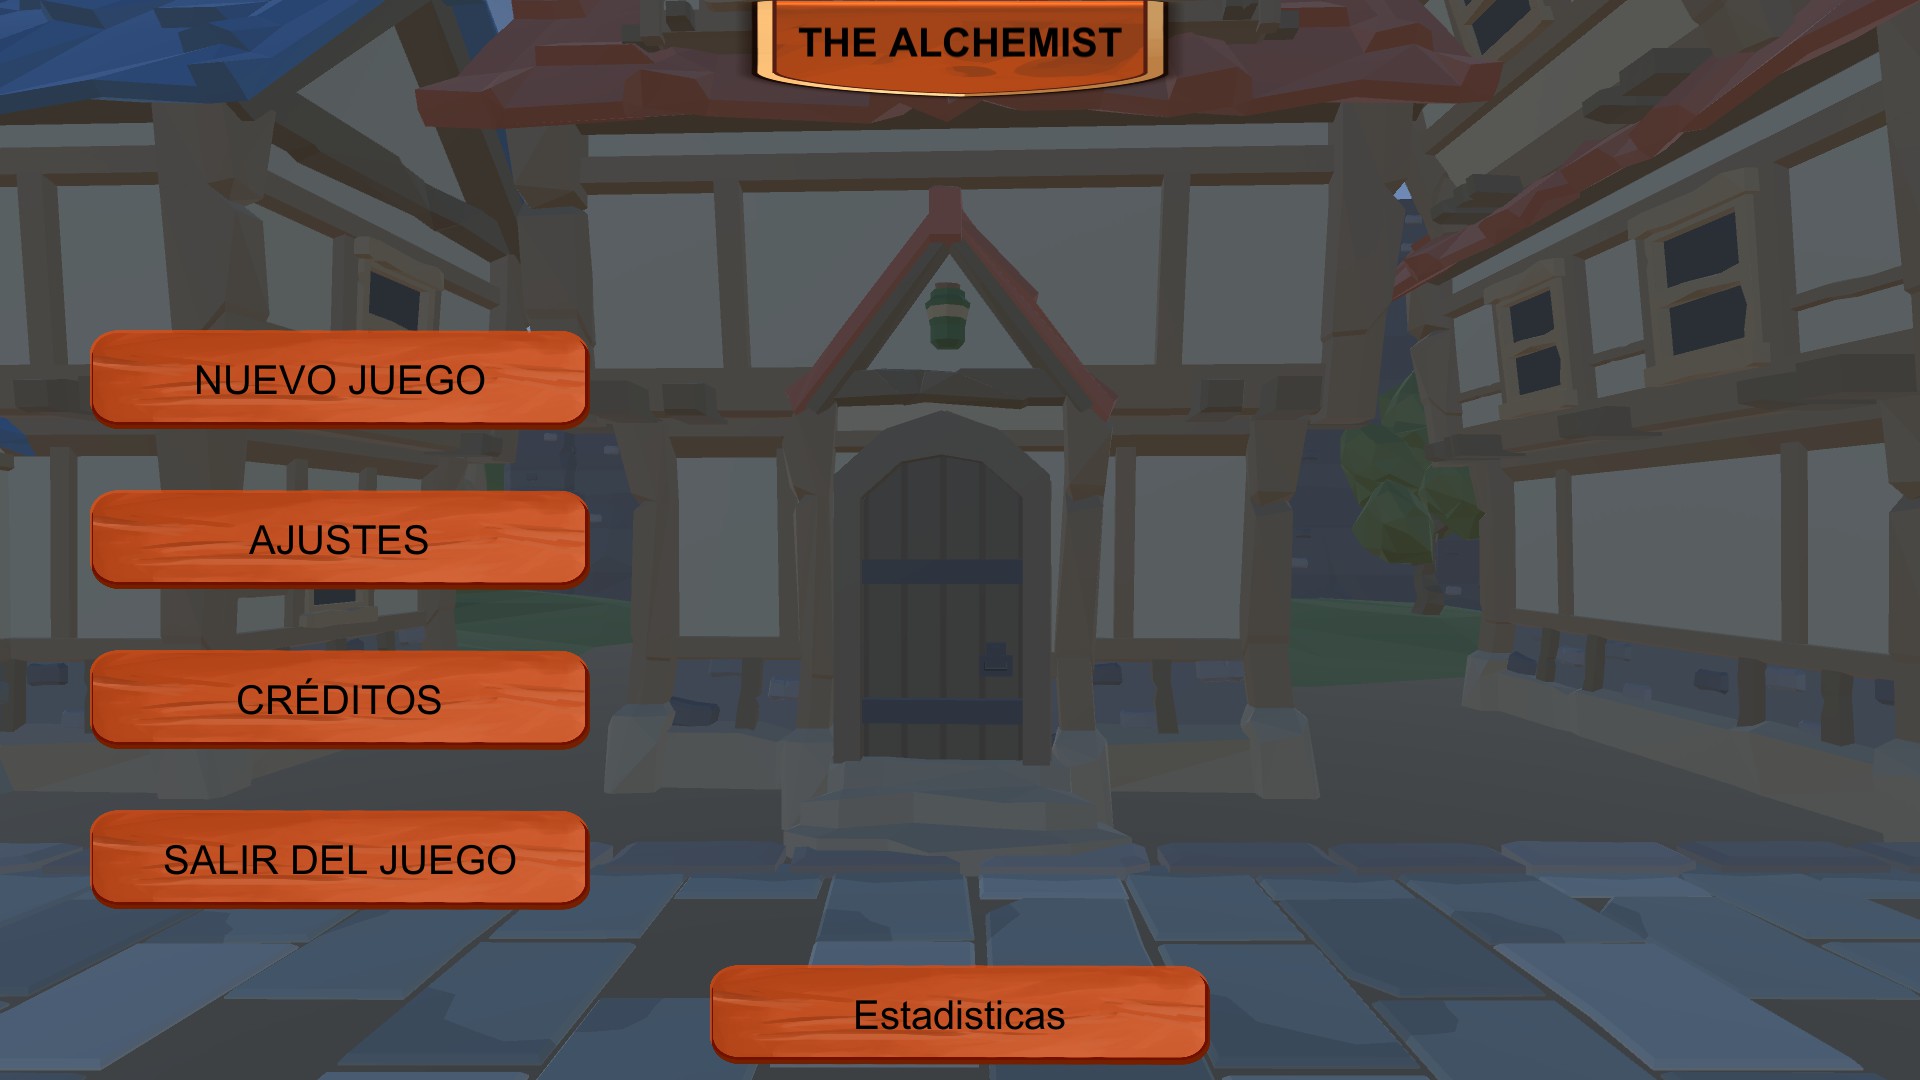 THE ALCHEMIST
NUEVO JUEGO
AJUSTES
CRÉDITOS
SALIR DEL JUEGO
Estadisticas